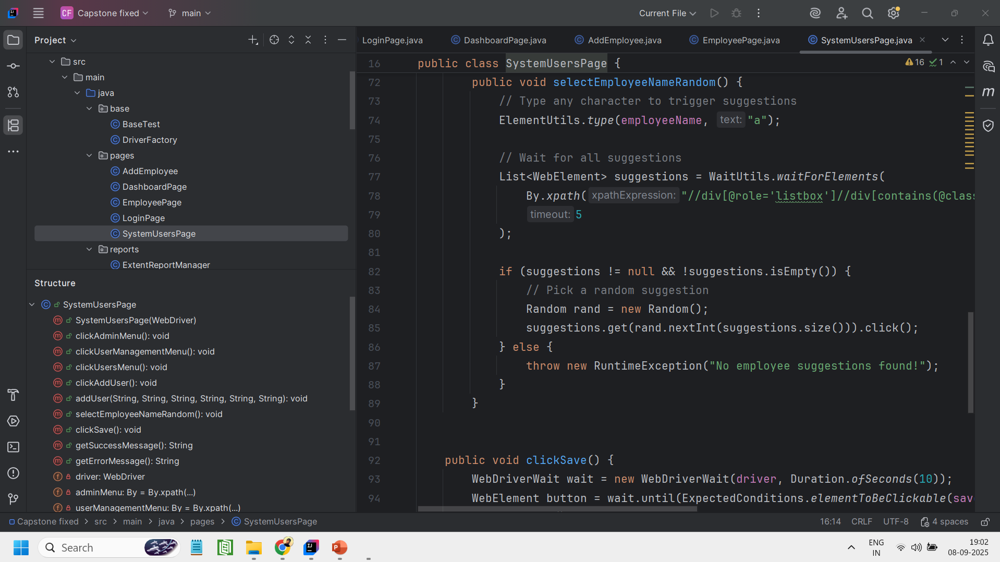 CF Capstone fixed
main
Current File
Project
LoginPage.java
DashboardPage.java
AddEmployee.java
EmployeePage.java
SystemUsersPage.java
src
main
java
base
BaseTest
DriverFactory
pages
AddEmployee
DashboardPage
EmployeePage
LoginPage
SystemUsersPage
reports
ExtentReportManager
Structure
SystemUsersPage
SystemUsersPage(WebDriver)
clickAdminMenu(): void
clickUserManagementMenu(): void
clickUsersMenu(): void
clickAddUser(): void
addUser(String, String, String, String, String, String): void
selectEmployeeNameRandom(): void
clickSave(): void
getSuccessMessage(): String
getErrorMessage(): String
driver: WebDriver
adminMenu: By = By.xpath(...)
userManagementMenu: By = By.xpath(...)
16 public class SystemUsersPage {
16 1
72 public void selectEmployeeNameRandom() {
73 // Type any character to trigger suggestions
74 ElementUtils.type(employeeName, text: "a");
75
76 // Wait for all suggestions
77 List<WebElement> suggestions = WaitUtils.waitForElements(
78 By.xpath( xpathExpression: "//div[@role='listbox']//div[contains(@clas
79 timeout: 5
80 );
81
82 if (suggestions != null && !suggestions.isEmpty()) {
83 // Pick a random suggestion
84 Random rand = new Random();
85 suggestions.get(rand.nextInt(suggestions.size())).click();
86 } else {
87 throw new RuntimeException("No employee suggestions found!");
88 }
89 }
90
91
92 public void clickSave() {
93 WebDriverWait wait = new WebDriverWait(driver, Duration.ofSeconds(10));
94 WebElement button = wait.until(ExpectedConditions.elementToBeClickable(sav
Capstone fixed > src > main > java > pages > SystemUsersPage
16:14 CRLF UTF-8 4 spaces
Search
ENG
IN
19:02
08-09-2025